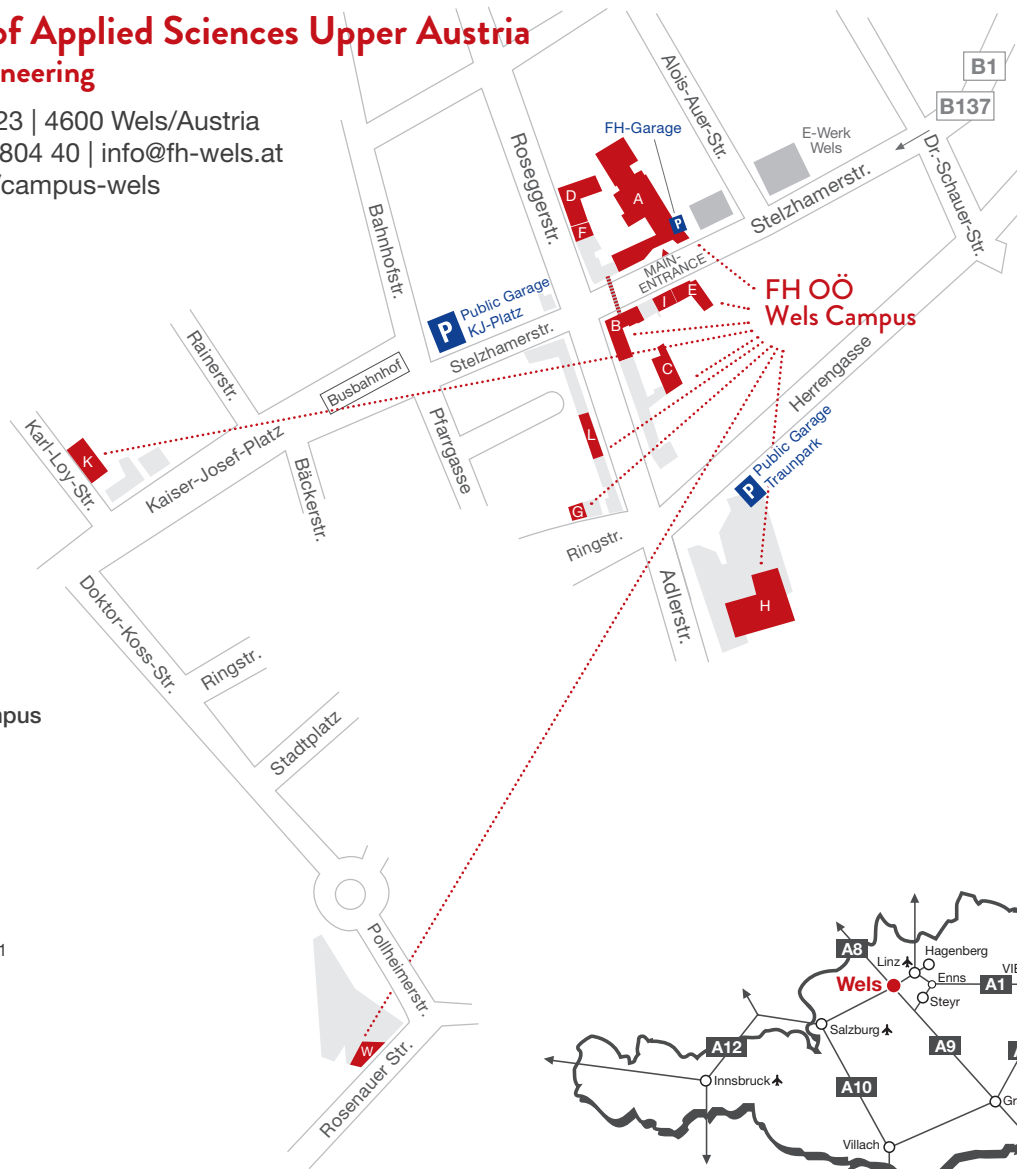 of Applied Sciences Upper Austria
neering
23 | 4600 Wels/Austria
804 40 | info@fh-wels.at
/campus-wels
B1
B137
Alois-Auer-Str.
FH-Garage
E-Werk
Wels
Dr.-Schauer-Str.
Roseggerstr.
Bahnhofstr.
D
A
F
P
Stelzhamerstr.
MAIN-
ENTRANCE
I
E
B
C
FH OÖ
Wels Campus
P
Public Garage
KJ-Platz
Stelzhamerstr.
Rainerstr.
Busbahnhof
Herrengasse
Karl-Loy-Str.
K
Kaiser-Josef-Platz
Bäckerstr.
Pfarrgasse
L
G
Ringstr.
P
Public Garage
Traunpark
Adlerstr.
H
Doktor-Koss-Str.
Ringstr.
Stadtplatz
pus
1
Pollheimerstr.
W
Rosenauer Str.
A8
Hagenberg
Linz
Wels
Enns
A1
VIE
Steyr
Salzburg
A12
A9
Innsbruck
A10
Gr
Villach